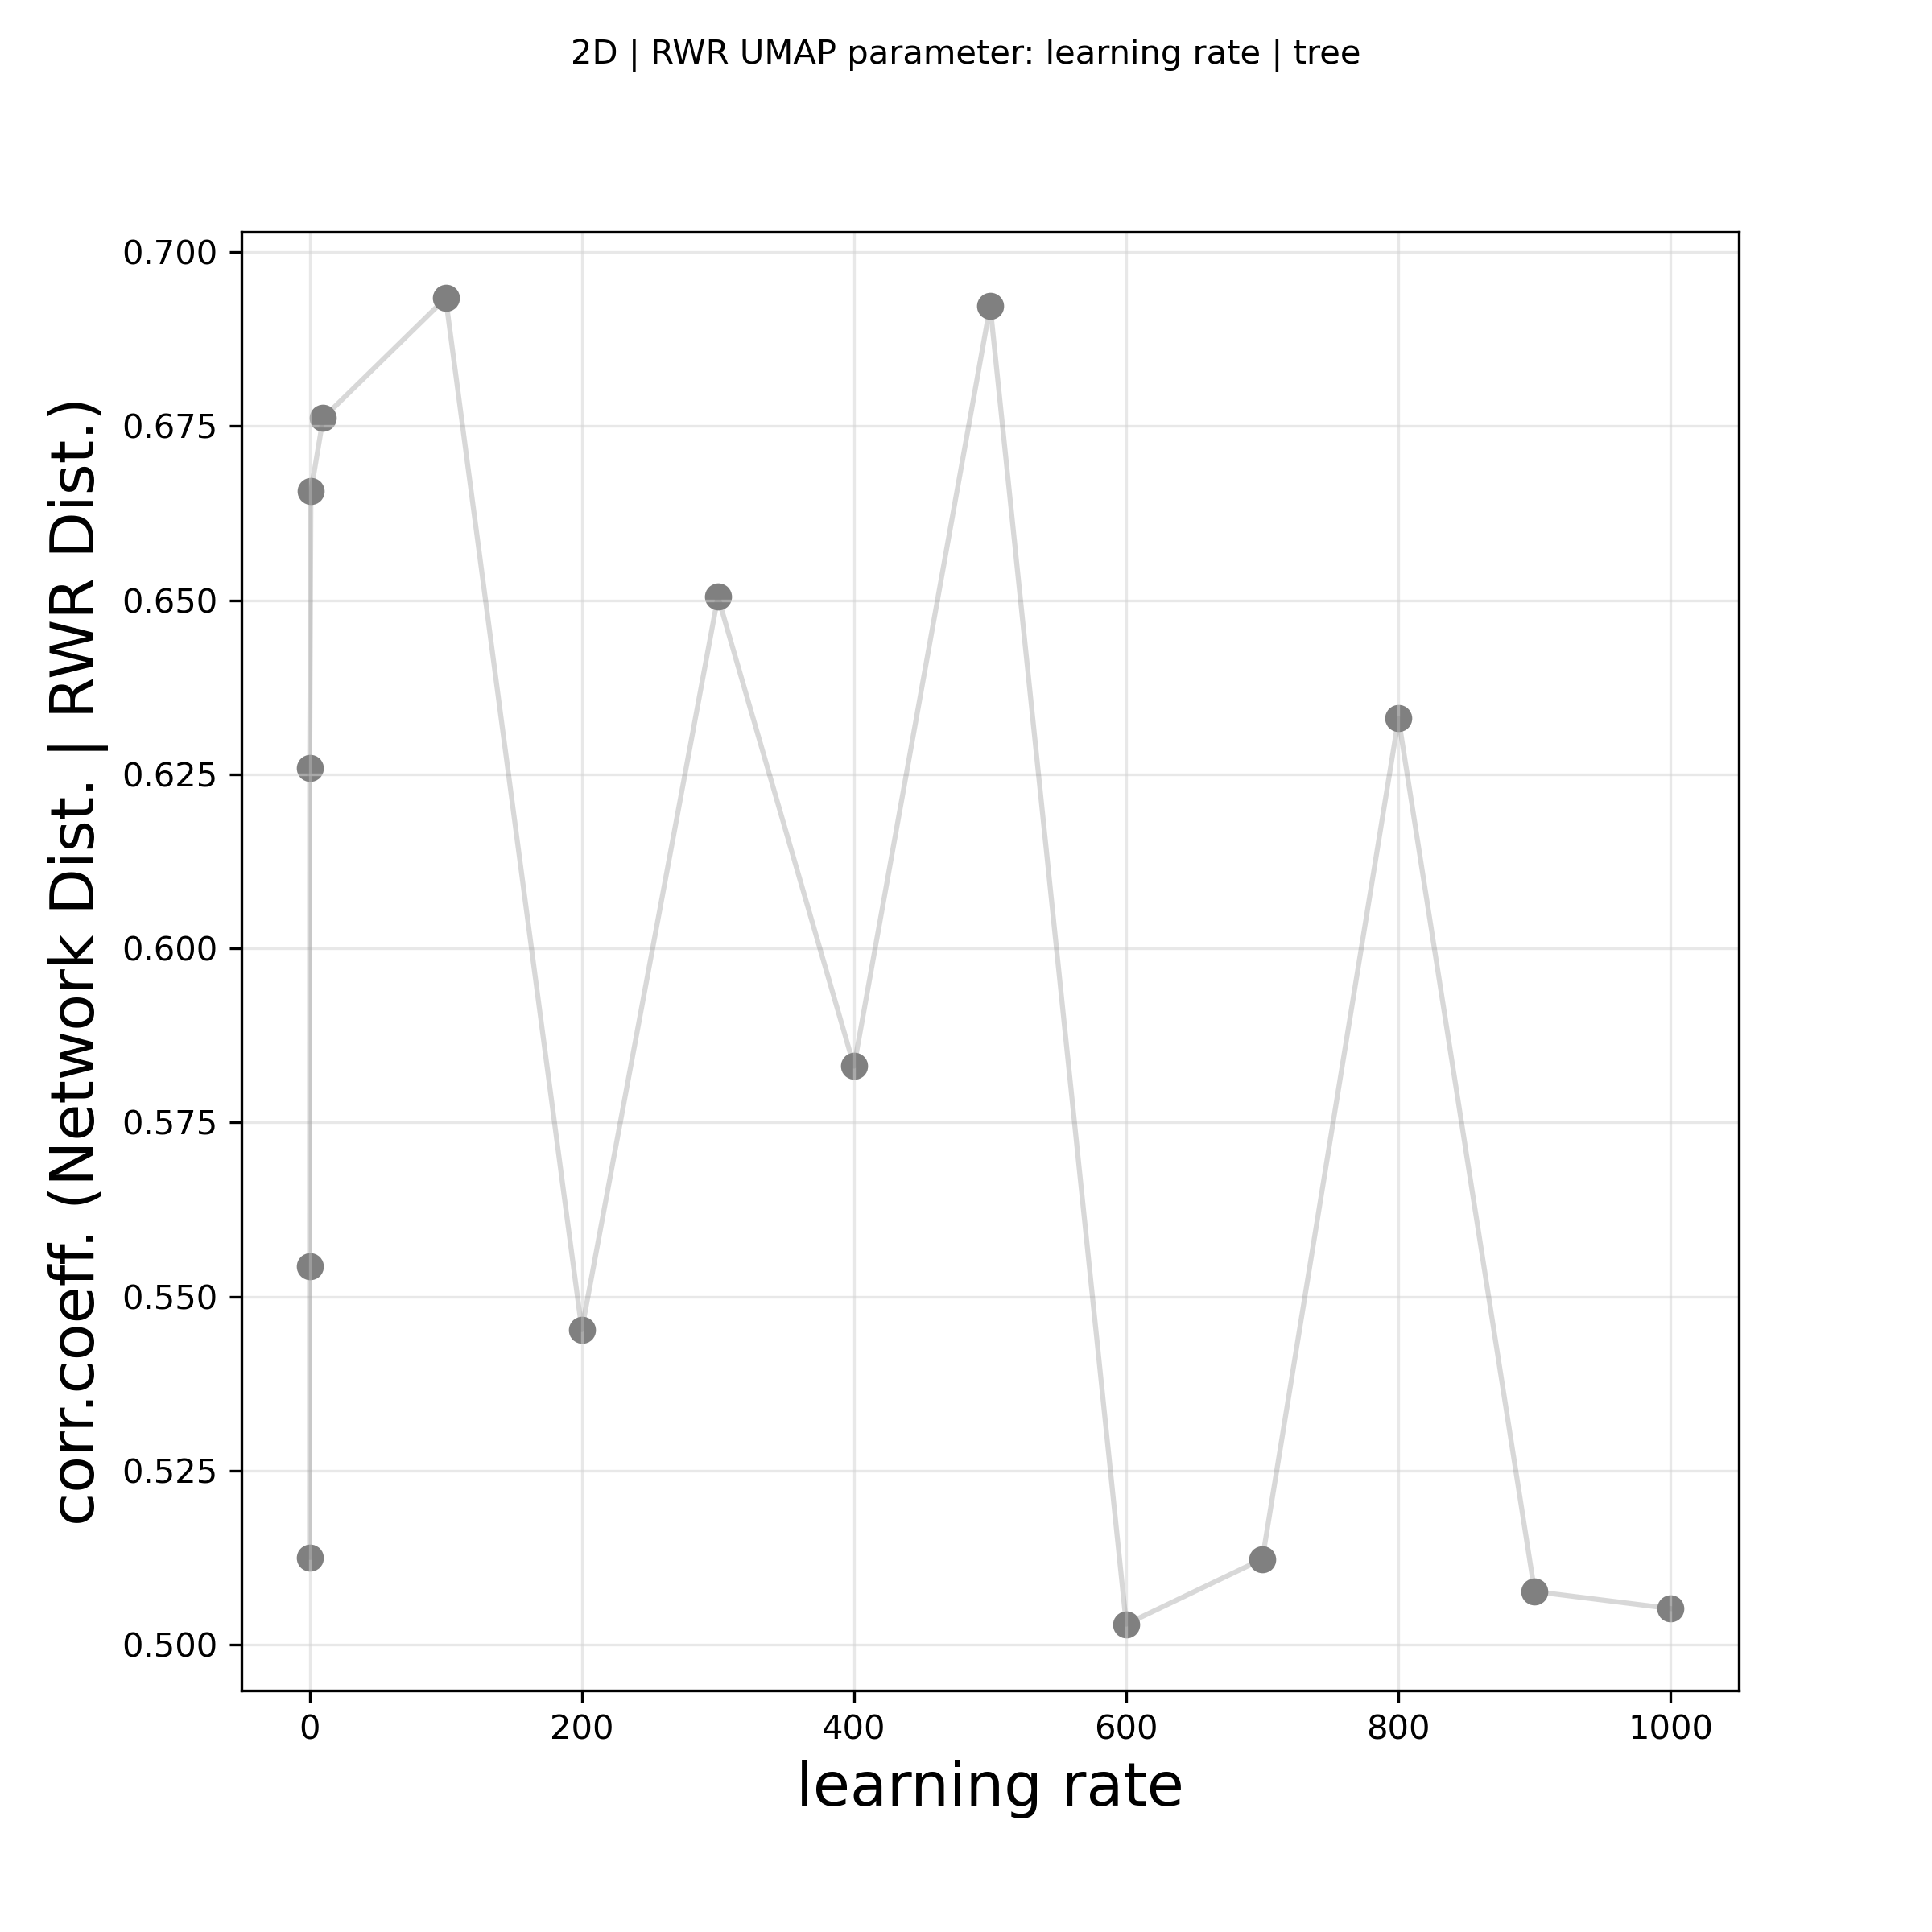 2D | RWR UMAP parameter: learning rate | tree
corr.coeff. (Network Dist. | RWR Dist.)
0.700
0.675
0.650
0.625
0.600
0.575
0.550
0.525
0.500
0 200 400 600 800 1000
learning rate